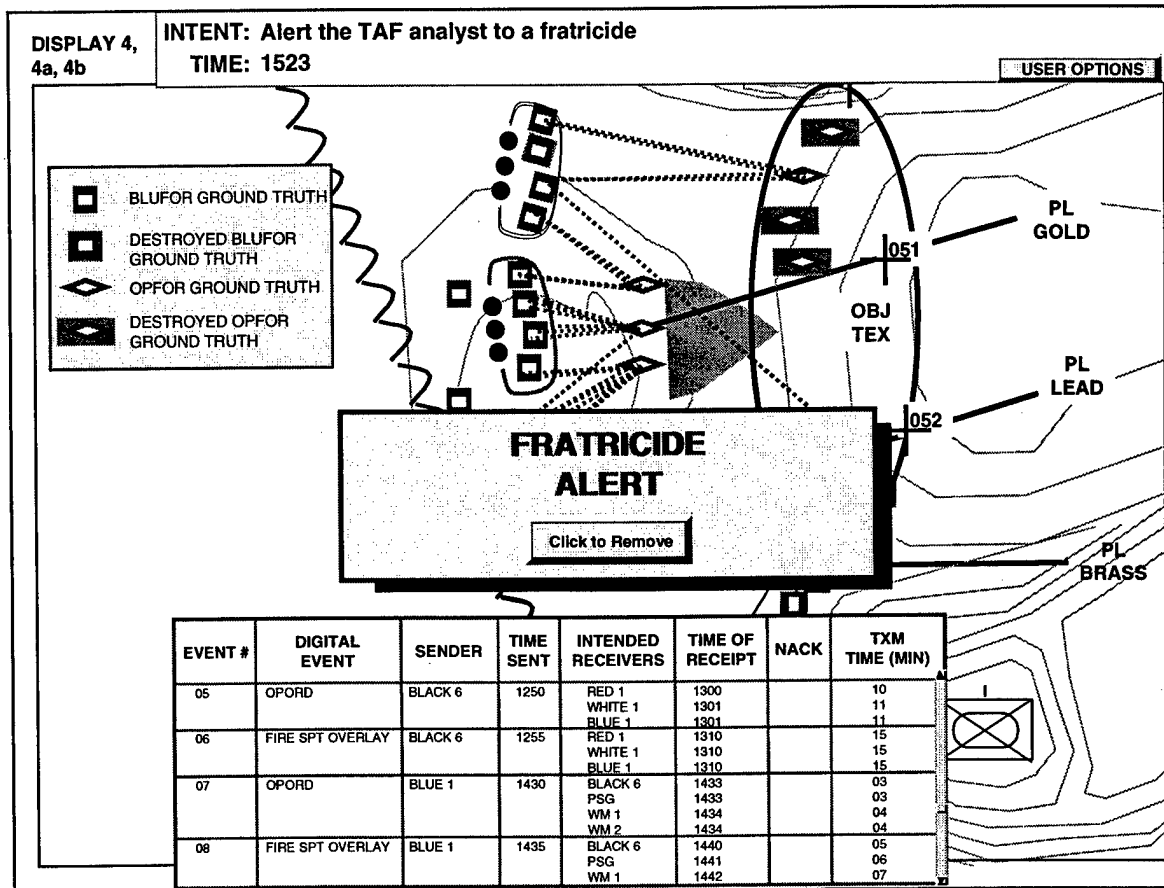 DISPLAY 4,
4a, 4b
INTENT: Alert the TAF analyst to a fratricide
TIME: 1523
USER OPTIONS
BLUFOR GROUND TRUTH
DESTROYED BLUFOR
GROUND TRUTH
OPFOR GROUND TRUTH
DESTROYED OPFOR
GROUND TRUTH
PL
GOLD
051
OBJ
TEX
PL
LEAD
052
FRATRICIDE
ALERT
Click to Remove
PL
BRASS
EVENT # DIGITAL EVENT SENDER TIME SENT INTENDED RECEIVERS TIME OF RECEIPT NACK TXM TIME (MIN)
05 OPORD BLACK 6 1250 RED 1 1300 10
WHITE 1 1301 11
BLUE 1 1301 11
06 FIRE SPT OVERLAY BLACK 6 1255 RED 1 1310 15
WHITE 1 1310 15
BLUE 1 1310 15
07 OPORD BLUE 1 1430 BLACK 6 1433 03
PSG 1433 03
WM 1 1434 04
WM 2 1434 04
08 FIRE SPT OVERLAY BLUE 1 1435 BLACK 6 1440 05
PSG 1441 06
WM 1 1442 07
I